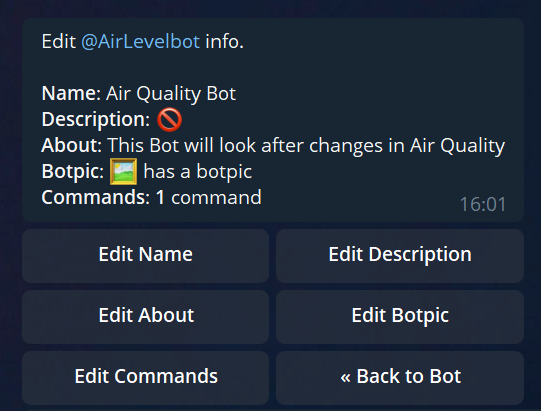 Edit @AirLevelbot info.
Name: Air Quality Bot
Description: 🚫
About: This Bot will look after changes in Air Quality
Botpic: 🖼 has a botpic
Commands: 1 command
16:01
Edit Name
Edit Description
Edit About
Edit Botpic
Edit Commands
« Back to Bot